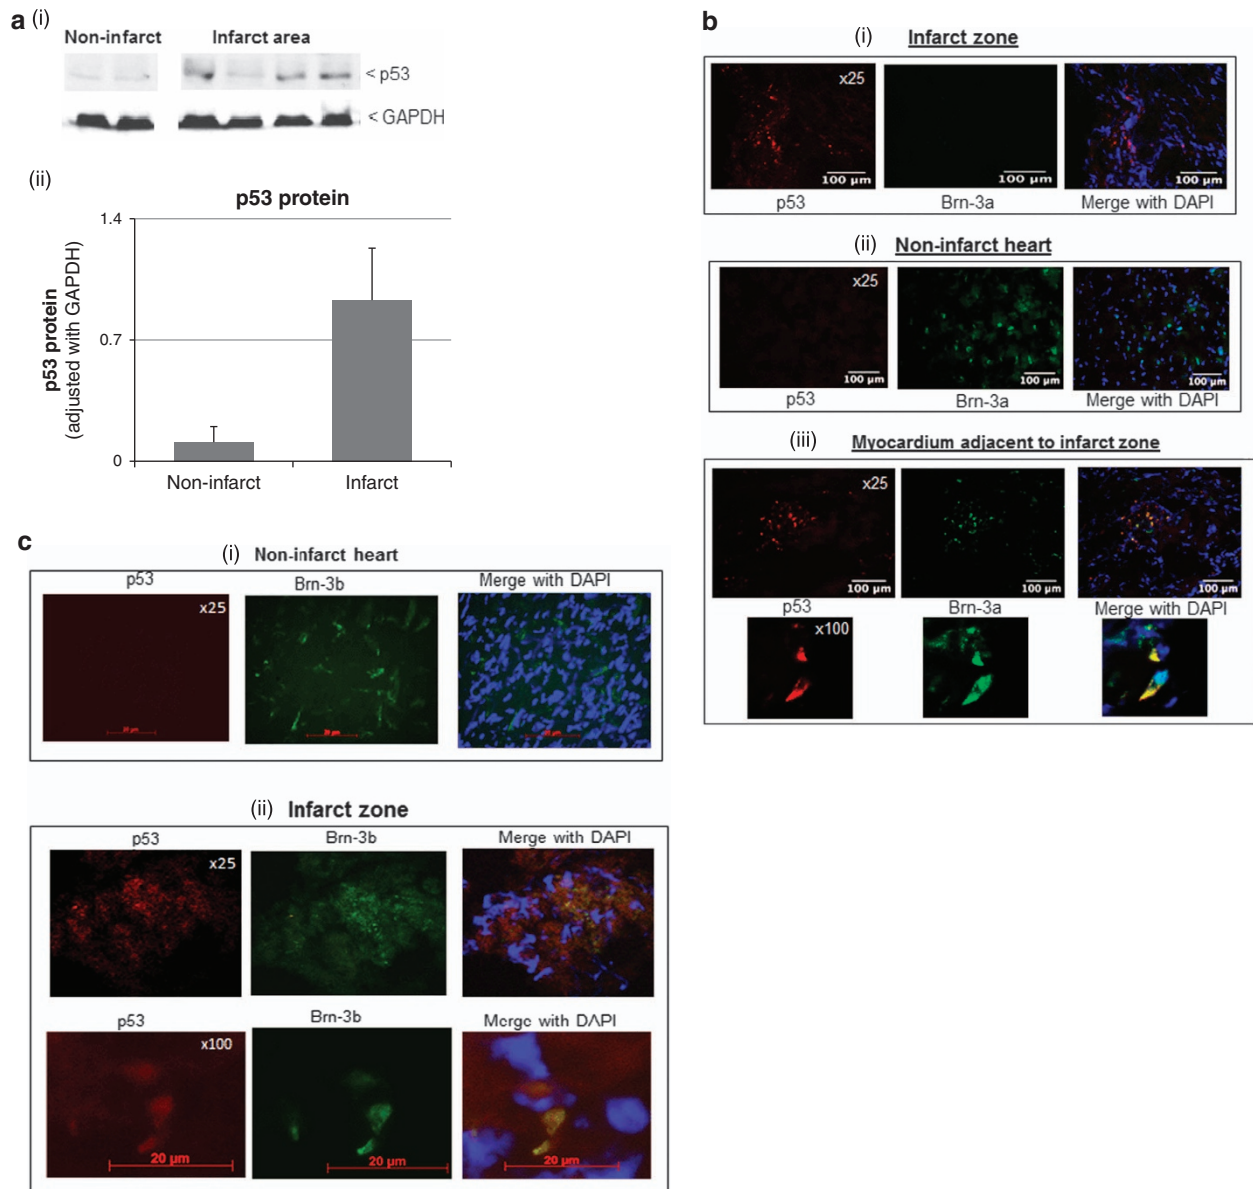 a (i)
Non-infarct Infarct area
< p53
< GAPDH
(ii)
p53 protein
p53 protein
(adjusted with GAPDH)
1.4
0.7
0
Non-infarct Infarct
b
(i) Infarct zone
x25
100 µm 100 µm 100 µm
p53 Brn-3a Merge with DAPI
(ii) Non-infarct heart
x25
100 µm 100 µm 100 µm
p53 Brn-3a Merge with DAPI
(iii) Myocardium adjacent to infarct zone
x25
100 µm 100 µm 100 µm
p53 Brn-3a Merge with DAPI
x100
c
(i) Non-infarct heart
p53 Brn-3b Merge with DAPI
x25
20 µm 20 µm
(ii) Infarct zone
p53 Brn-3b Merge with DAPI
x25
p53 Brn-3b Merge with DAPI
x100
20 µm 20 µm 20 µm